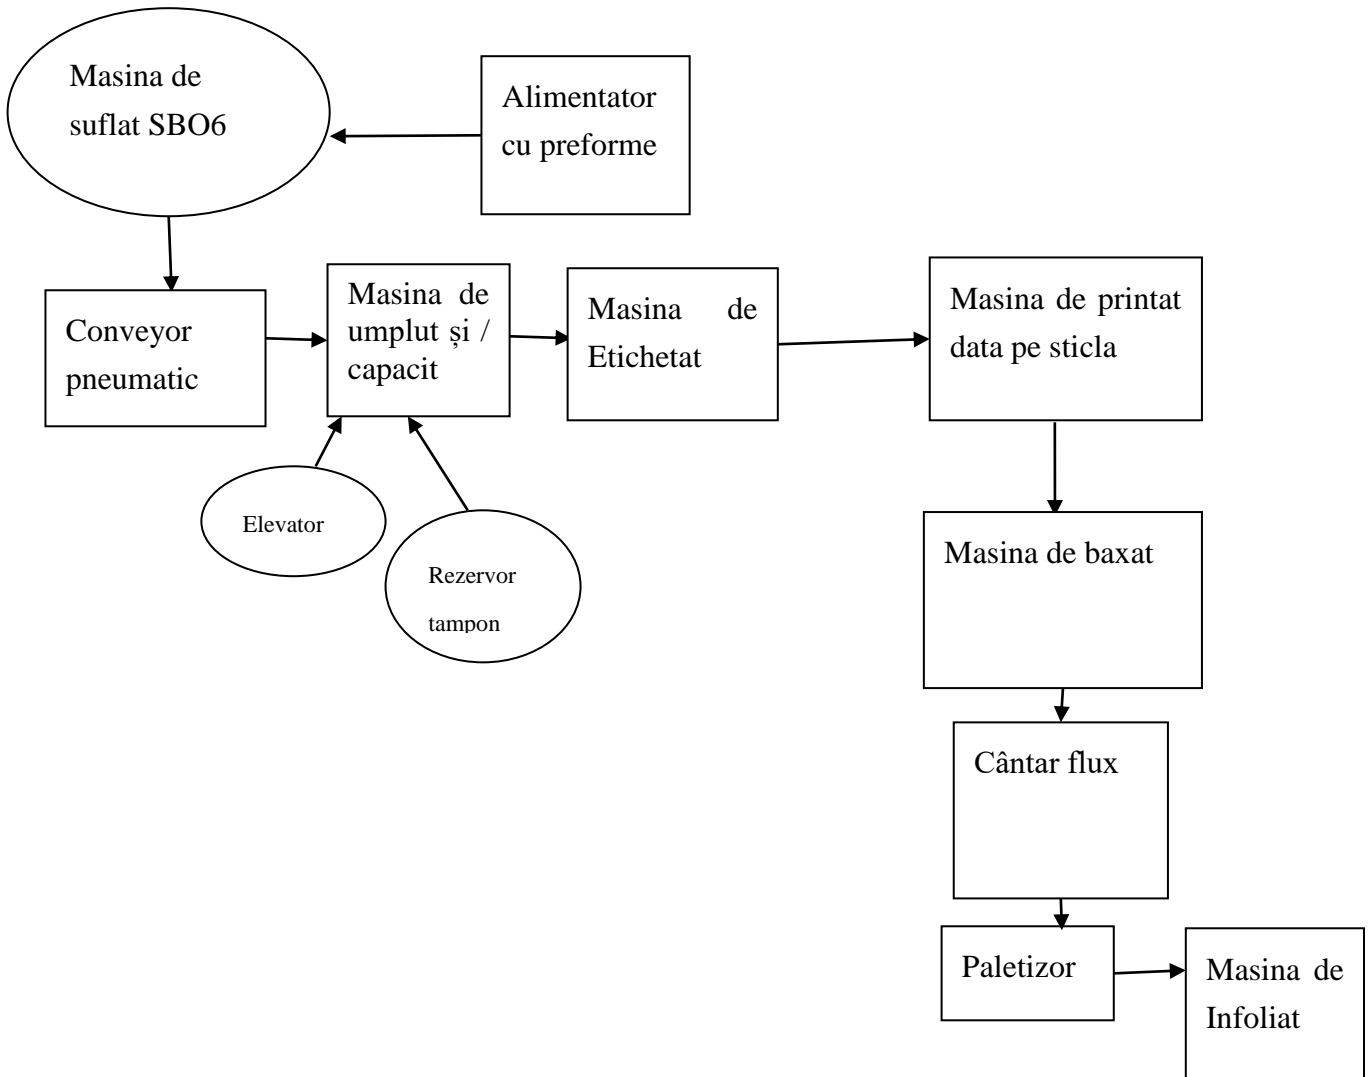 Masina de
suflat SBO6
Alimentator
cu preforme
Conveyor
pneumatic
Masina de
umplut și /
capacit
Masina de
Etichetat
Masina de printat
data pe sticla
Elevator
Rezervor
tampon
Masina de baxat
Cântar flux
Paletizor
Masina de
Infoliat